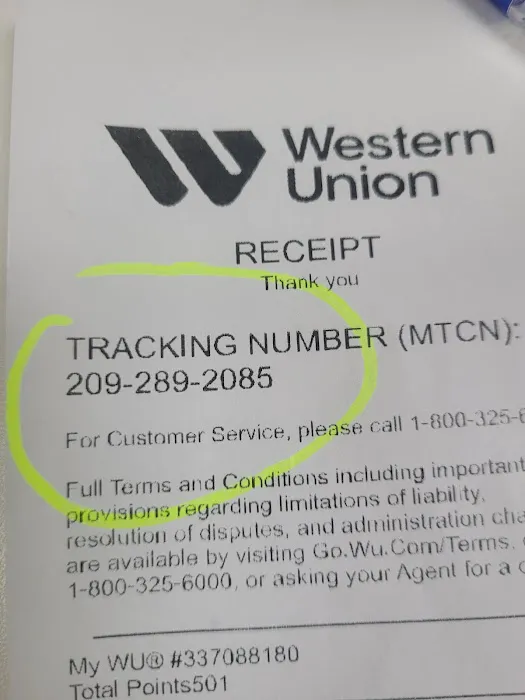 Western
Union
RECEIPT
Thank you
TRACKING NUMBER (MTCN):
209-289-2085
For Customer Service, please call 1-800-325-6
Full Terms and Conditions including important
provisions regarding limitations of liability,
resolution of disputes, and administration cha
are available by visiting Go.Wu.Com/Terms,
1-800-325-6000, or asking your Agent for a c
My WU® #337088180
Total Points501